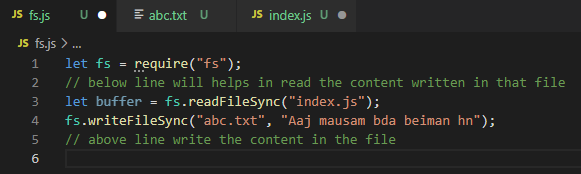 JS fs.js abc.txt JS index.js
JS fs.js > ...
1 let fs = require("fs");
2 // below line will helps in read the content written in that file
3 let buffer = fs.readFileSync("index.js");
4 fs.writeFileSync("abc.txt", "Aaj mausam bda beiman hn");
5 // above line write the content in the file
6